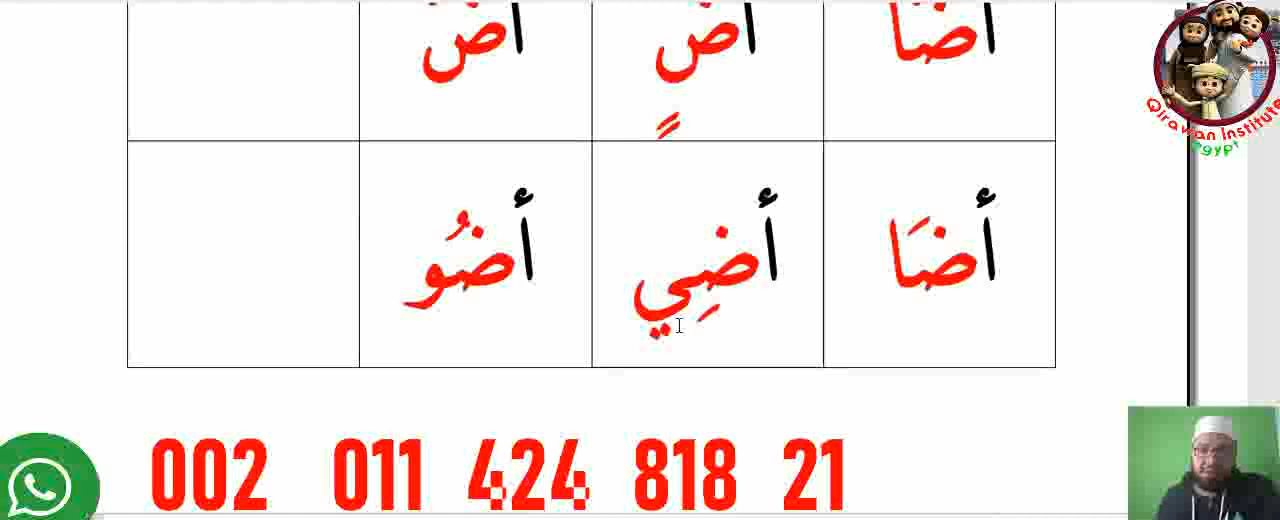 أضًا أضٍ أضٌ
أضَا أضِي أضُو
002 011 424 818 21
Qirawan Institute
egypt